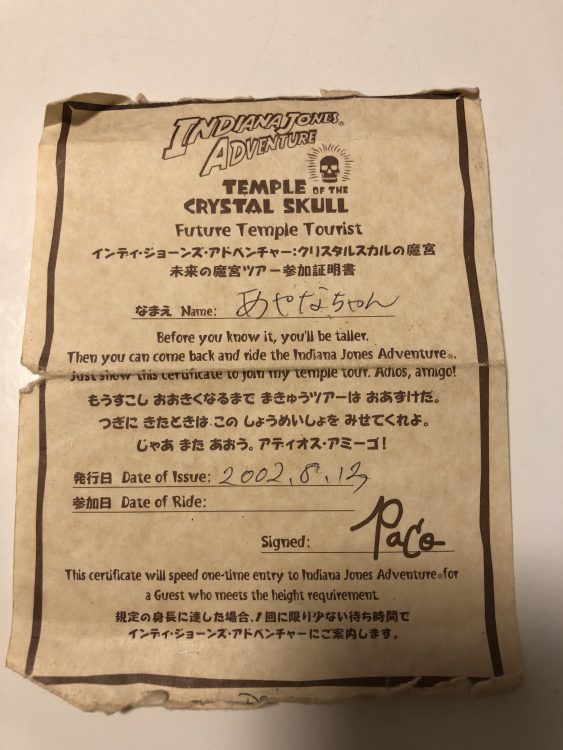 INDIANA JONES®
ADVENTURE
TEMPLE OF THE
CRYSTAL SKULL
Future Temple Tourist
インディ・ジョーンズ・アドベンチャー:クリスタルスカルの魔宮
未来の魔宮ツアー参加証明書
なまえ Name: あやなちゃん
Before you know it, you'll be taller.
Then you can come back and ride the Indiana Jones Adventure®.
Just show this certificate to join my temple tour. Adios, amigo!
もうすこし おおきくなるまで まきゅうツアーは おあずけだ。
つぎに きたときは この しょうめいしょを みせてくれよ。
じゃあ また あおう。アディオス・アミーゴ!
発行日 Date of Issue: 2002.8.12
参加日 Date of Ride:
Signed: Paco
This certificate will speed one-time entry to Indiana Jones Adventure® for
a Guest who meets the height requirement.
規定の身長に達した場合、1回に限り少ない待ち時間で
インディ・ジョーンズ・アドベンチャーにご案内します。